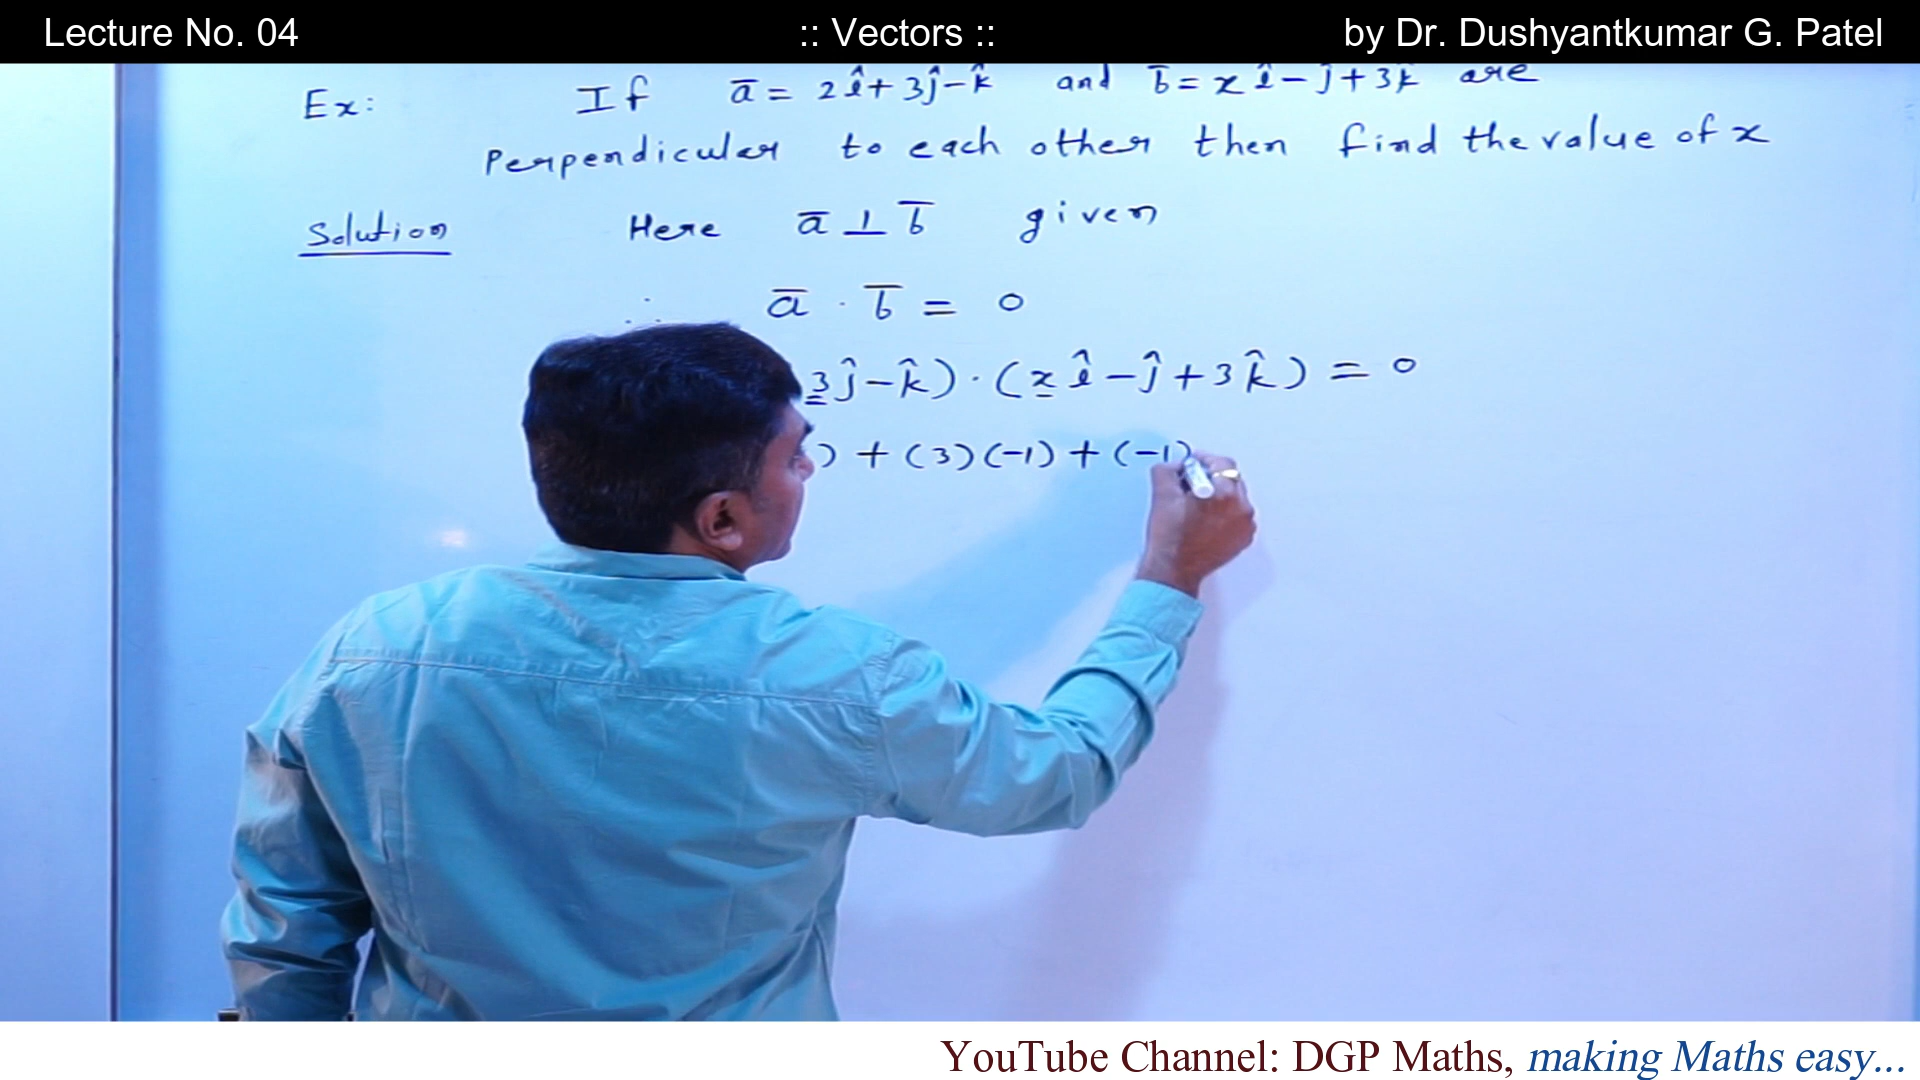 Lecture No. 04 :: Vectors :: by Dr. Dushyantkumar G. Patel
Ex: If a̅ = 2î + 3ĵ - k̂ and b̅ = xî - ĵ + 3k̂ are
Perpendicular to each other then find the value of x
Solution Here a̅ ⊥ b̅ given
∴ a̅ · b̅ = 0
3ĵ - k̂) · (xî - ĵ + 3k̂) = 0
) + (3)(-1) + (-1)
YouTube Channel: DGP Maths, making Maths easy...